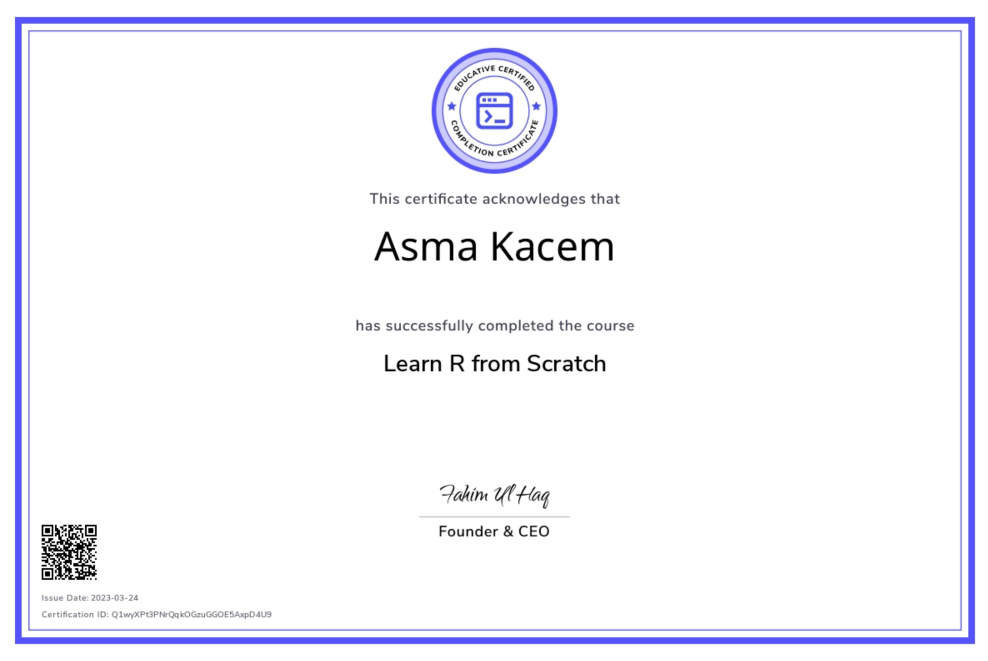 EDUCATIVE CERTIFIED
COMPLETION CERTIFICATE
This certificate acknowledges that
Asma Kacem
has successfully completed the course
Learn R from Scratch
Fahim Ul Haq
Founder & CEO
Issue Date: 2023-03-24
Certification ID: Q1wyXPt3PNrQqkOGzuGGOE5AxpD4U9